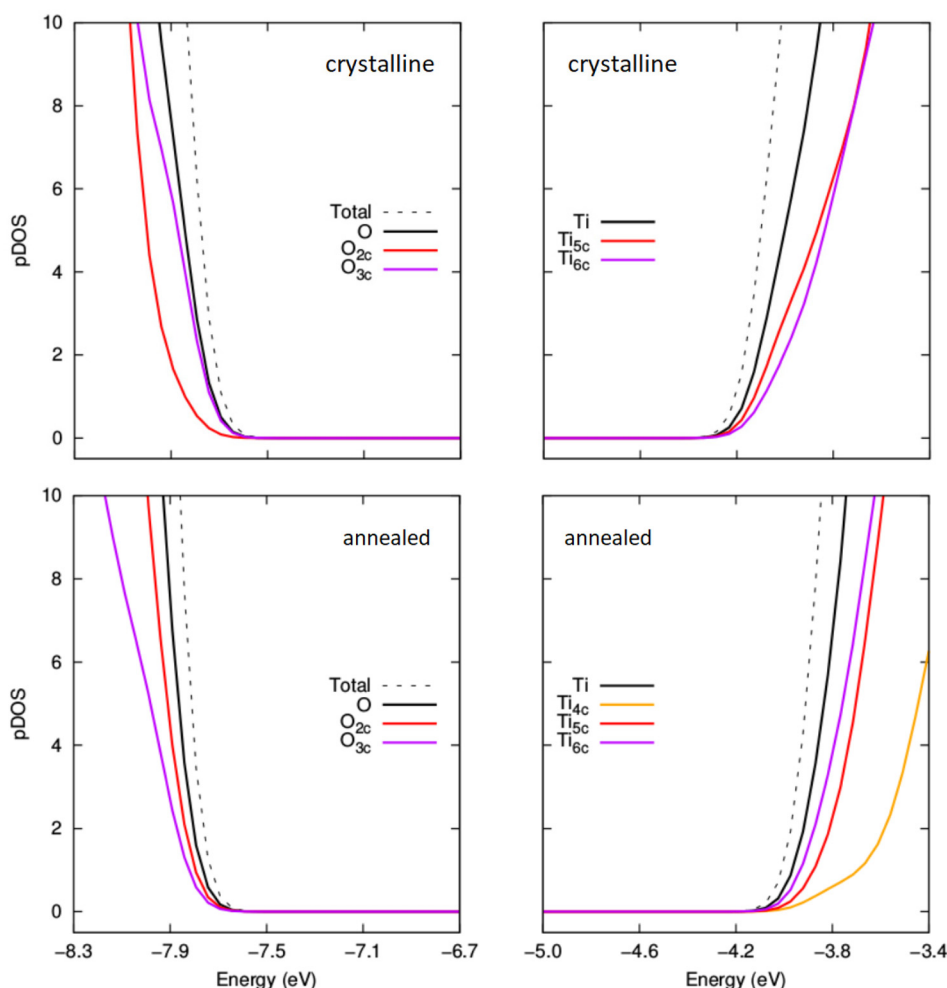 10
8
6
4
2
0
pDOS
crystalline
Total
O
O2c
O3c
crystalline
Ti
Ti5c
Ti6c
10
8
6
4
2
0
pDOS
annealed
Total
O
O2c
O3c
−8.3 −7.9 −7.5 −7.1 −6.7
Energy (eV)
annealed
Ti
Ti4c
Ti5c
Ti6c
−5.0 −4.6 −4.2 −3.8 −3.4
Energy (eV)